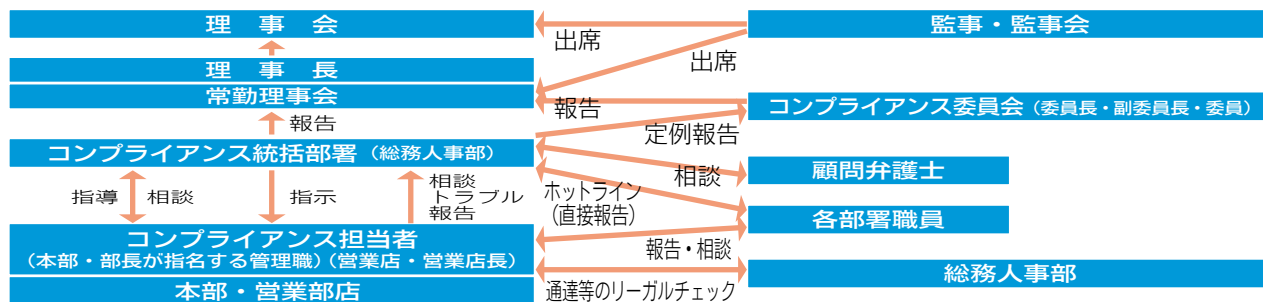 理 事 会
監事・監事会
出席
出席
理 事 長
常勤理事会
報告
報告
コンプライアンス委員会（委員長・副委員長・委員）
定例報告
コンプライアンス統括部署（総務人事部）
相談
顧問弁護士
指導
相談
指示
相談
トラブル
報告
ホットライン
（直接報告）
各部署職員
コンプライアンス担当者
（本部・部長が指名する管理職）（営業店・営業店長）
報告・相談
総務人事部
本部・営業部店
通達等のリーガルチェック